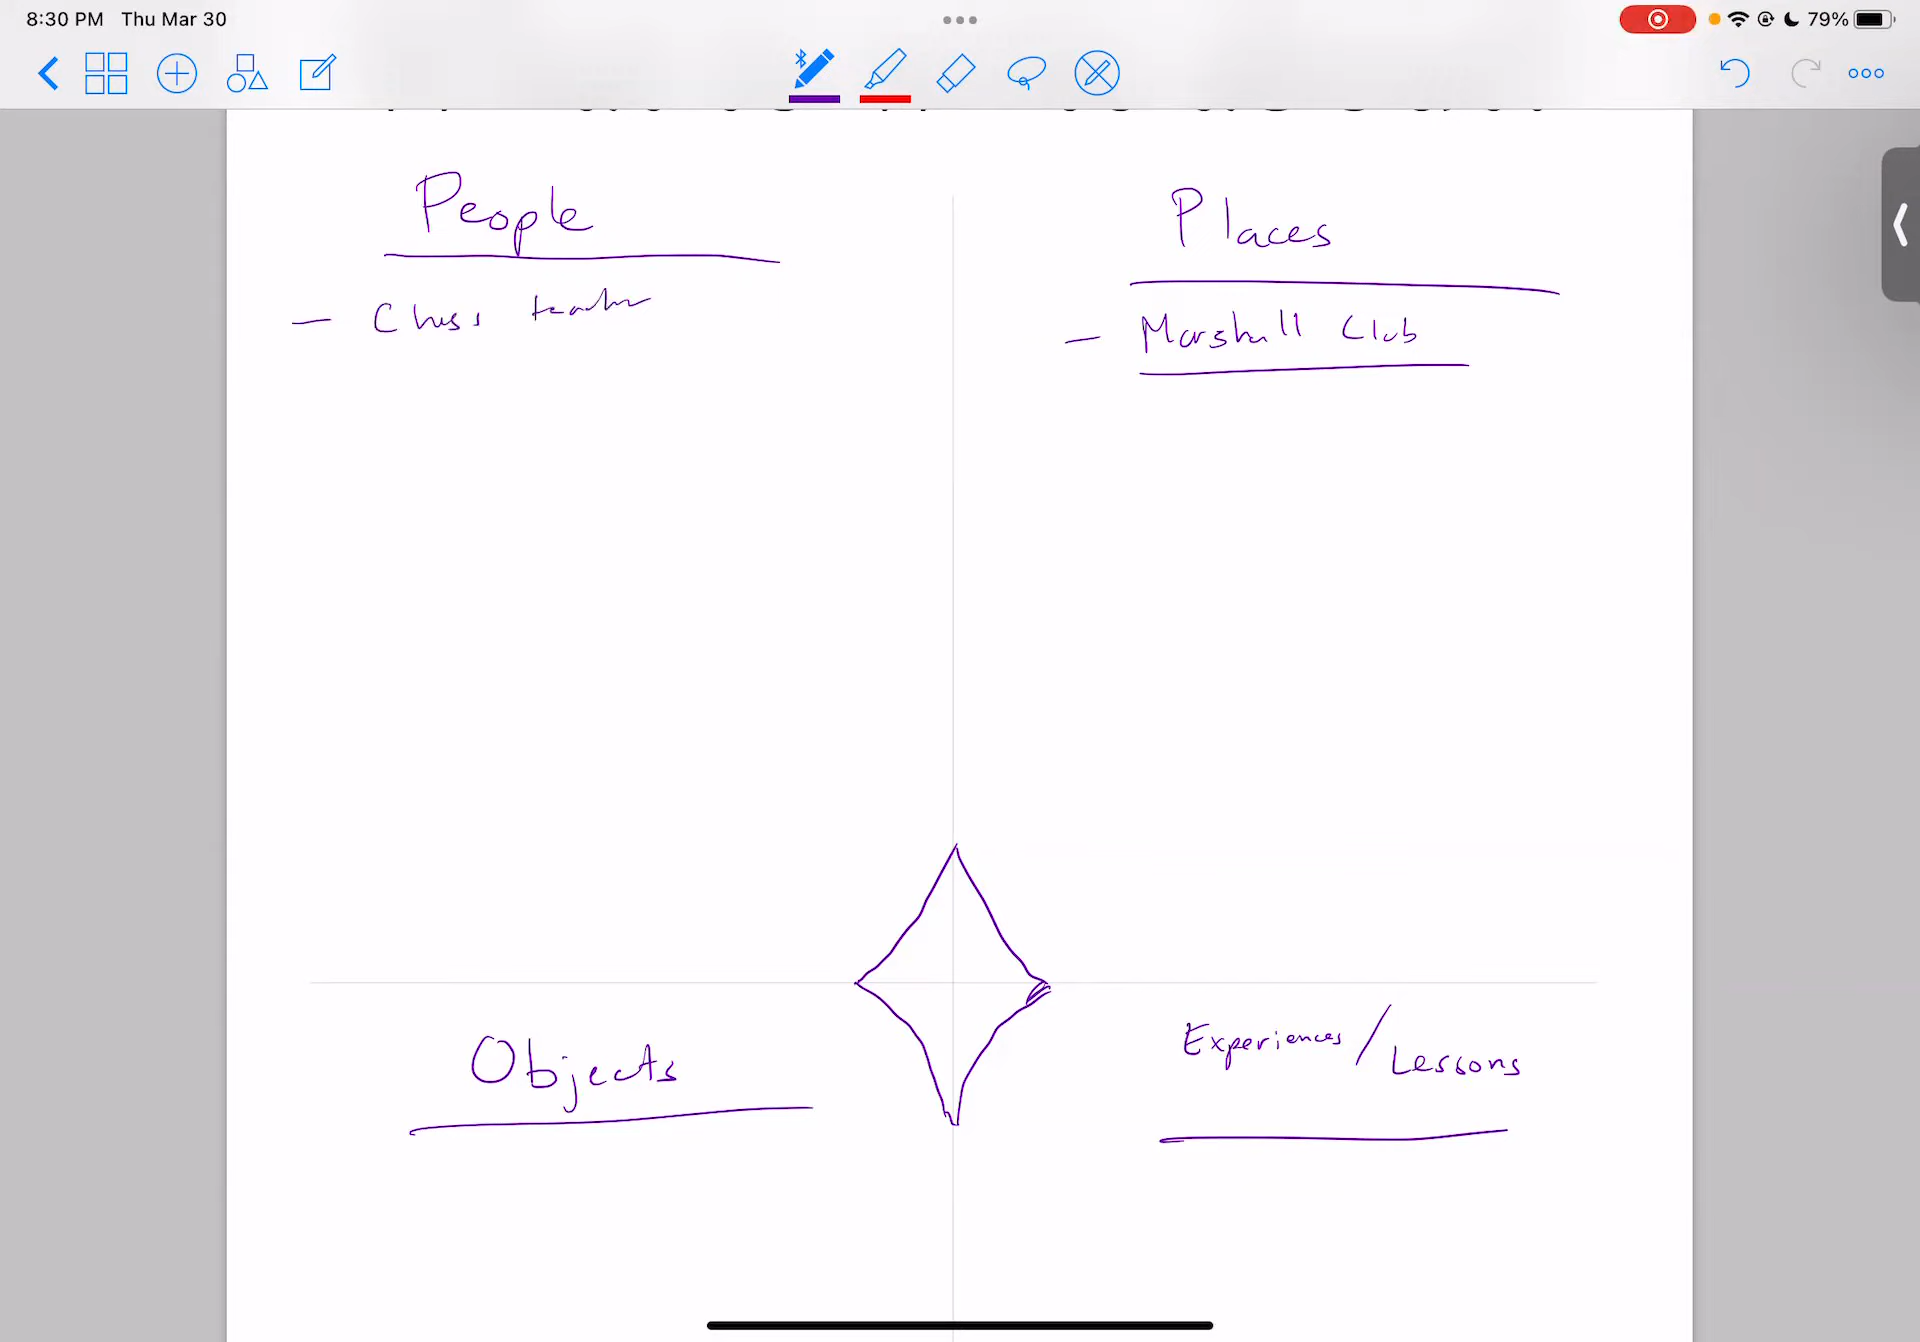 8:30 PM Thu Mar 30
79%
People
Places
- Chess teacher
- Marshall Club
Objects
Experiences / Lessons